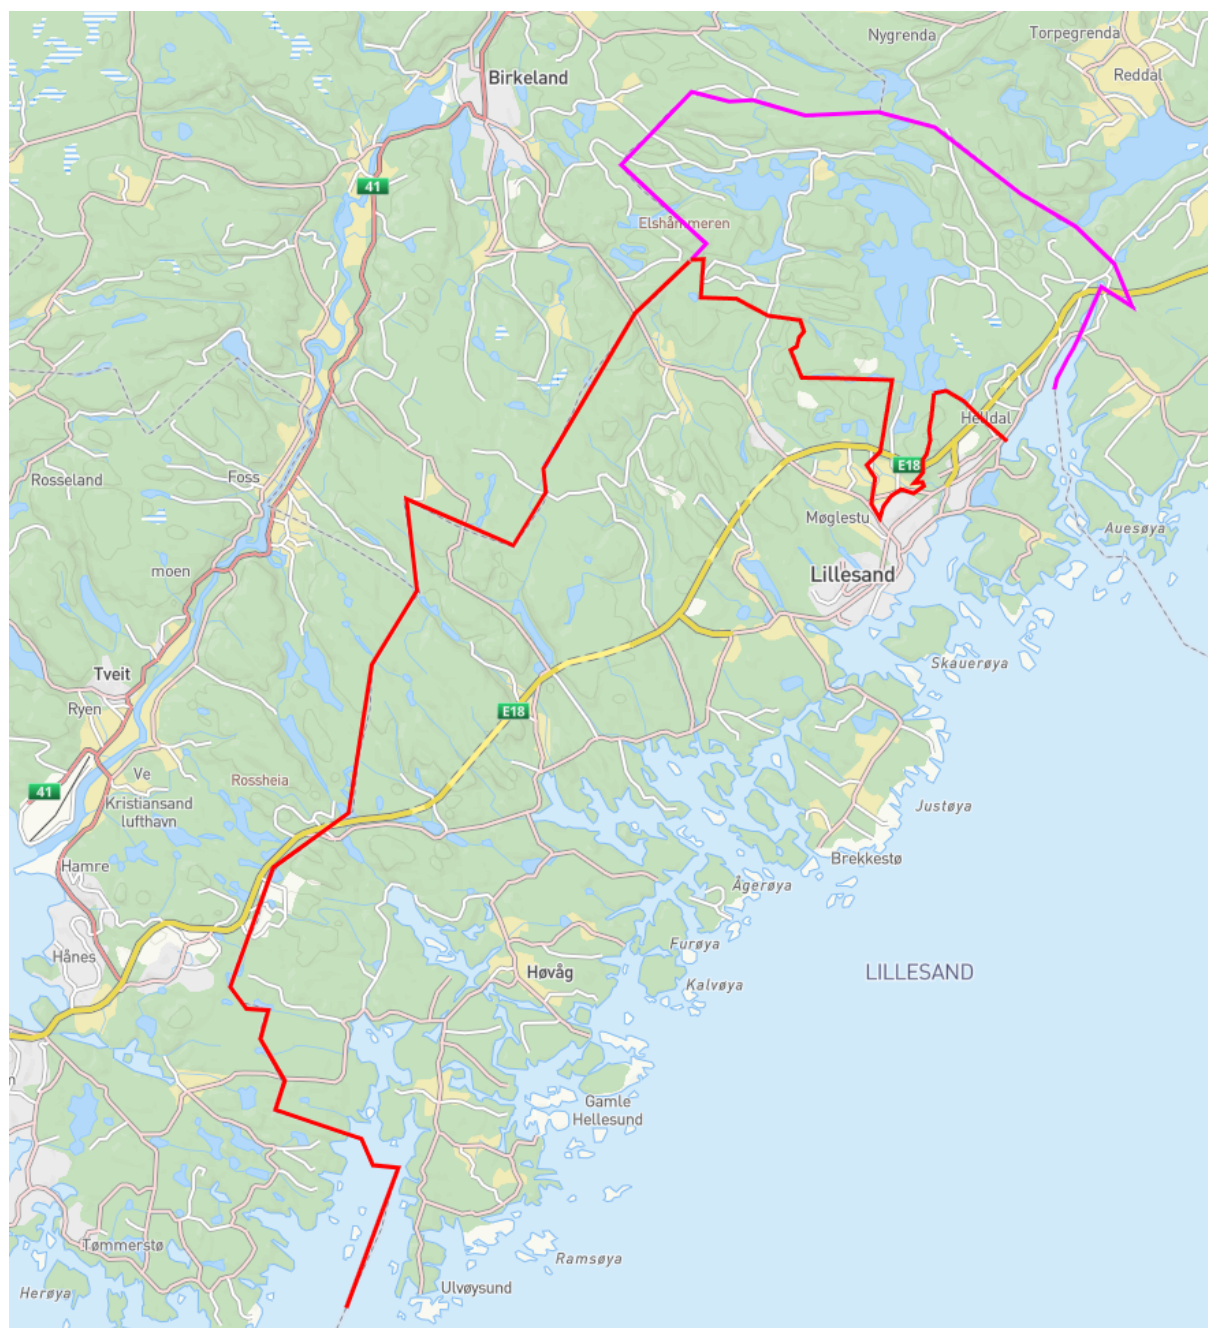 Nygrenda
Torpegrenda
Reddal
Birkeland
41
Elshåmmeren
Helldal
E18
Rosseland
Foss
Møglestu
Auesøya
moen
Lillesand
Skauerøya
Tveit
Ryen
E18
Ve
Rossheia
41
Kristiansand
lufthavn
Justøya
Brekkestø
Hamre
Ågerøya
Furøya
Hånes
Høvåg
LILLESAND
Kalvøya
n
Gamle
Hellesund
Tømmerstø
Ramsøya
Ulvøysund
Herøya